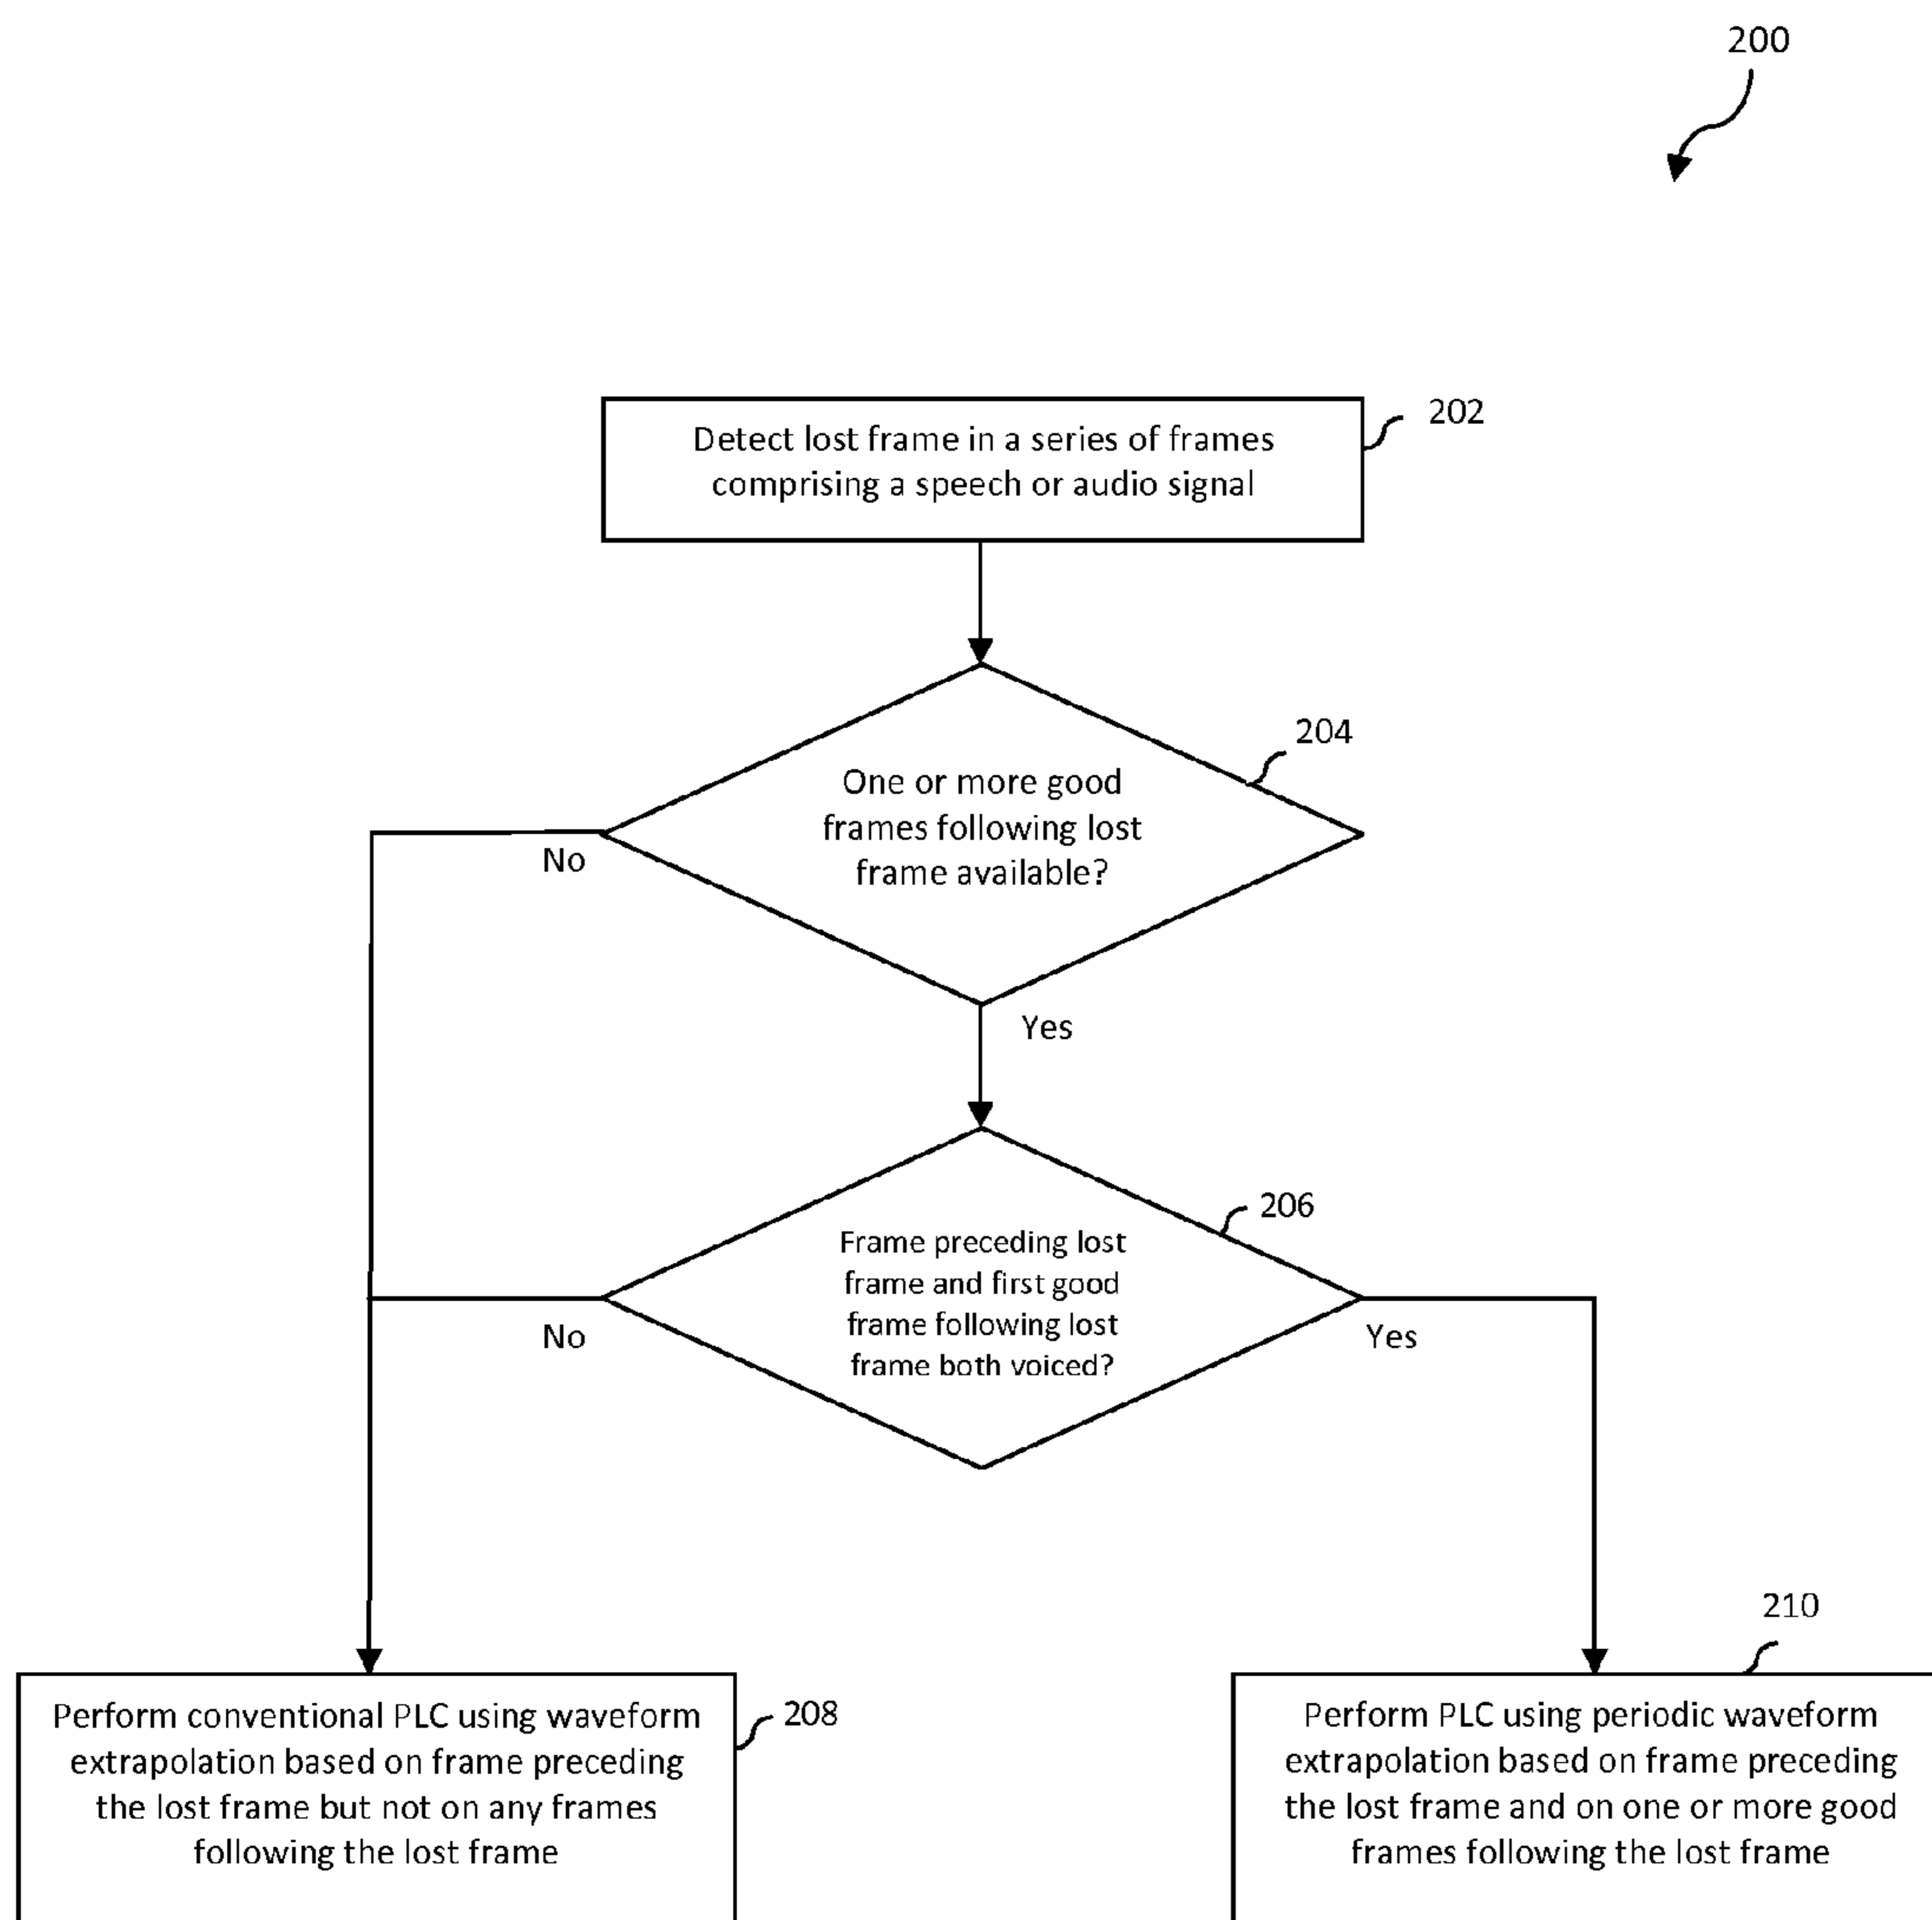 200
Detect lost frame in a series of frames
comprising a speech or audio signal
202
204
One or more good
frames following lost
frame available?
No
Yes
206
Frame preceding lost
frame and first good
frame following lost
frame both voiced?
No
Yes
210
Perform conventional PLC using waveform
extrapolation based on frame preceding
the lost frame but not on any frames
following the lost frame
208
Perform PLC using periodic waveform
extrapolation based on frame preceding
the lost frame and on one or more good
frames following the lost frame